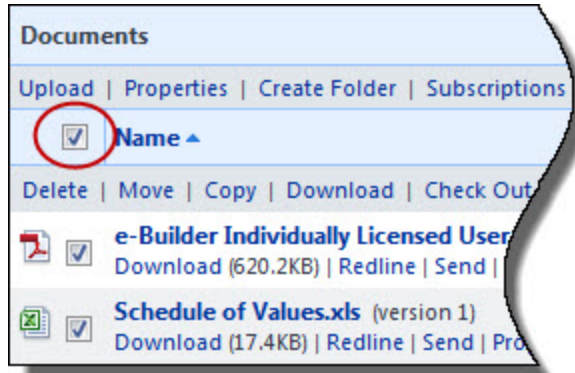 Documents
Upload | Properties | Create Folder | Subscriptions
Name
Delete | Move | Copy | Download | Check Out
e-Builder Individually Licensed User
Download (620.2KB) | Redline | Send |
Schedule of Values.xls (version 1)
Download (17.4KB) | Redline | Send | Pro